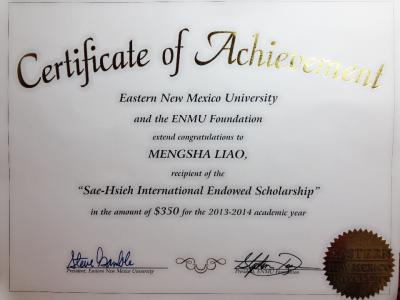 Certificate of Achievement
Eastern New Mexico University
and the ENMU Foundation
extend congratulations to
MENGSHA LIAO,
recipient of the
"Sae-Hsieh International Endowed Scholarship"
in the amount of $350 for the 2013-2014 academic year
Steve Gamble
President, Eastern New Mexico University
President, ENMU Foundation
EASTERN
NEW MEXICO